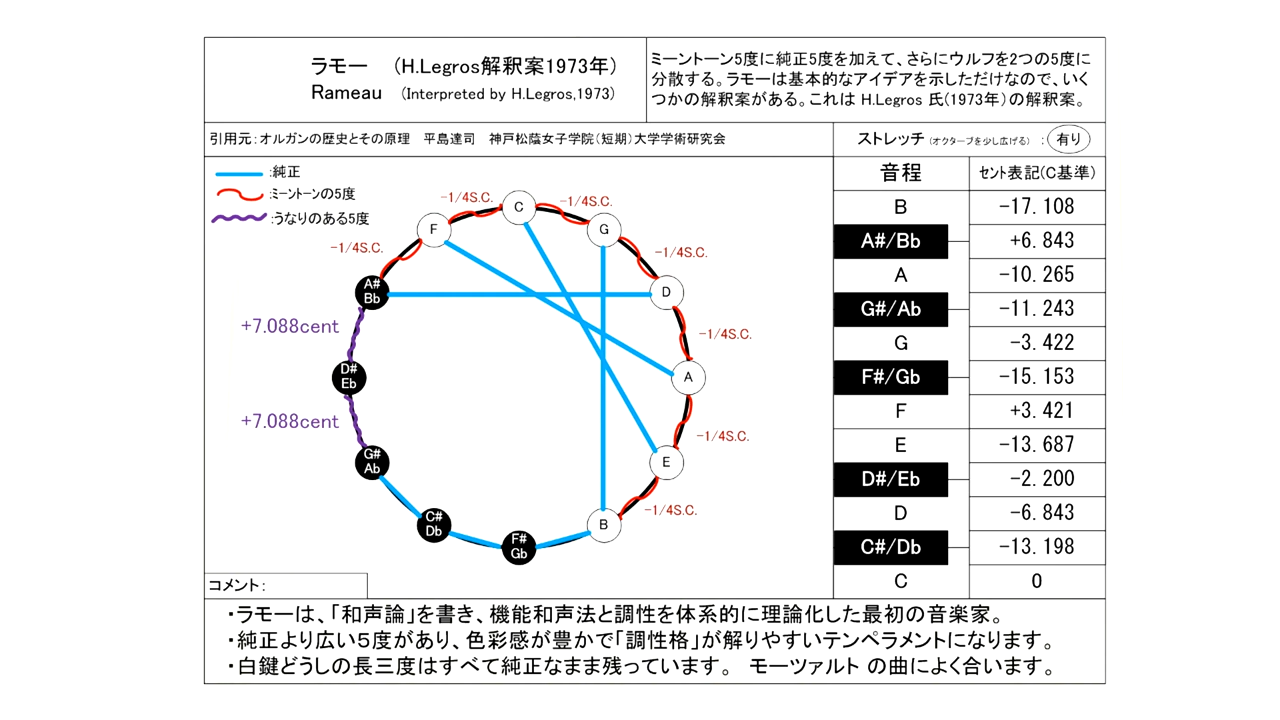 ラモー (H.Legros解釈案1973年)
Rameau (Interpreted by H.Legros,1973)
ミーントーン5度に純正5度を加えて、さらにウルフを2つの5度に
分散する。ラモーは基本的なアイデアを示しただけなので、いく
つかの解釈案がある。これは H.Legros 氏(1973年)の解釈案。
引用元:オルガンの歴史とその原理 平島達司 神戸松蔭女子学院(短期)大学学術研究会
ストレッチ (オクターブを少し広げる) : 有り
:純正
:ミーントーンの5度
:うなりのある5度
-1/4S.C.
-1/4S.C.
-1/4S.C.
-1/4S.C.
-1/4S.C.
-1/4S.C.
-1/4S.C.
+7.088cent
+7.088cent
C
G
D
A
E
B
F#
Gb
C#
Db
G#
Ab
D#
Eb
A#
Bb
F
音程 セント表記(C基準)
B -17.108
A#/Bb +6.843
A -10.265
G#/Ab -11.243
G -3.422
F#/Gb -15.153
F +3.421
E -13.687
D#/Eb -2.200
D -6.843
C#/Db -13.198
C 0
コメント:
・ラモーは、「和声論」を書き、機能和声法と調性を体系的に理論化した最初の音楽家。
・純正より広い5度があり、色彩感が豊かで「調性格」が解りやすいテンペラメントになります。
・白鍵どうしの長三度はすべて純正なまま残っています。 モーツァルト の曲によく合います。